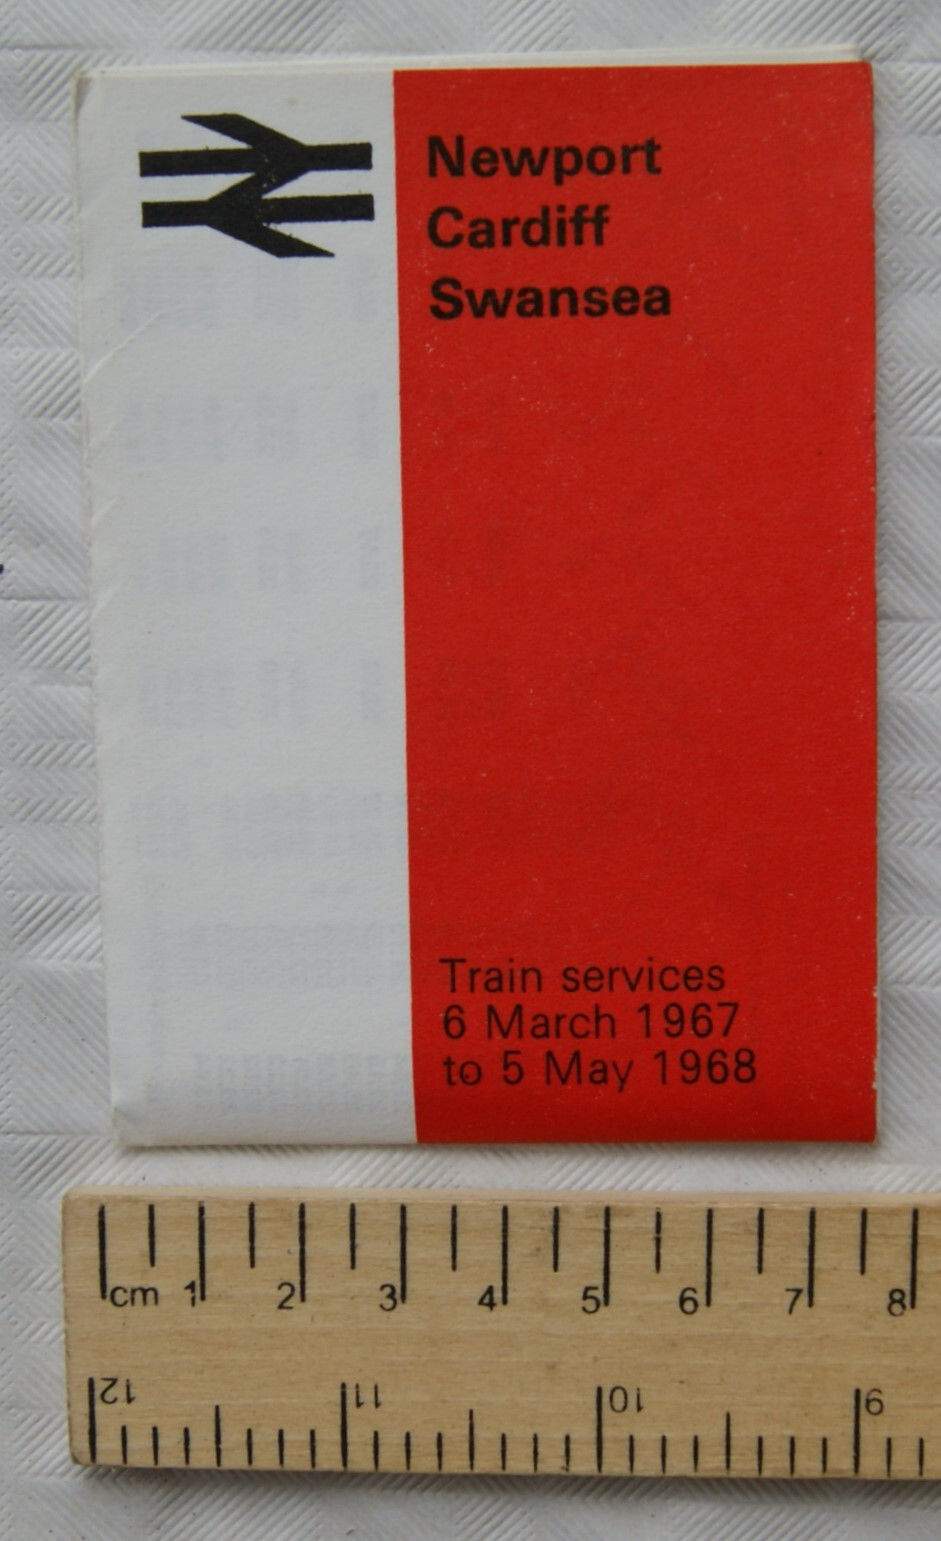 Newport
Cardiff
Swansea
Train services
6 March 1967
to 5 May 1968
cm 1 2 3 4 5 6 7 8
12 11 10 9